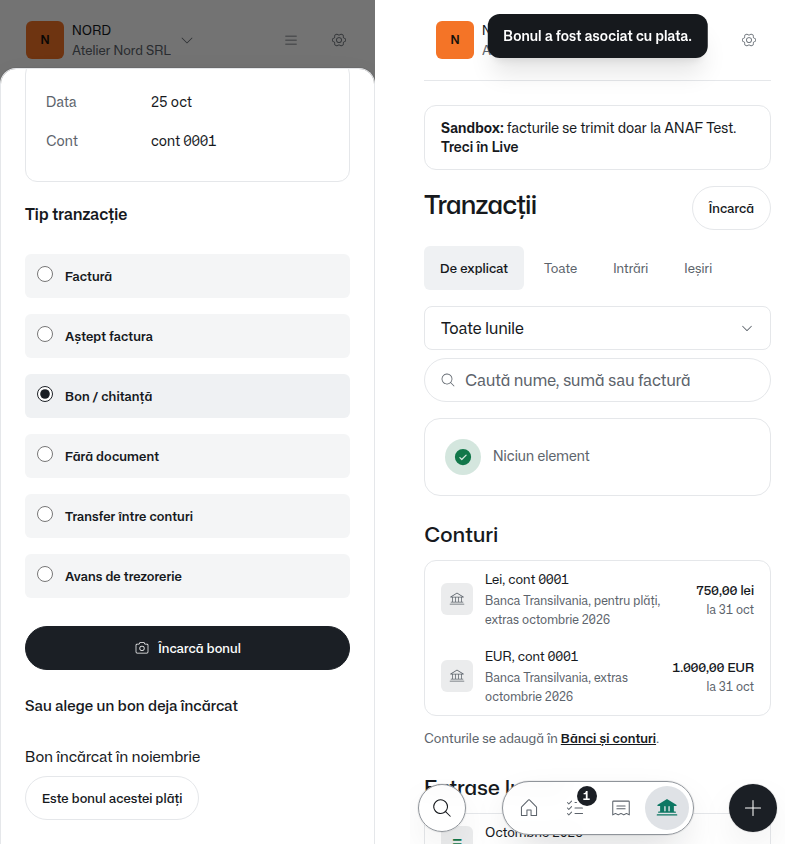 N
NORD
Atelier Nord SRL
Data
25 oct
Cont
cont 0001
Tip tranzacție
Factură
Aștept factura
Bon / chitanță
Fără document
Transfer între conturi
Avans de trezorerie
Încarcă bonul
Sau alege un bon deja încărcat
Bon încărcat în noiembrie
Este bonul acestei plăți
N
Bonul a fost asociat cu plata.
Sandbox: facturile se trimit doar la ANAF Test.
Treci în Live
Tranzacții
Încarcă
De explicat
Toate
Intrări
Ieșiri
Toate lunile
Caută nume, sumă sau factură
Niciun element
Conturi
Lei, cont 0001
750,00 lei
Banca Transilvania, pentru plăți,
la 31 oct
extras octombrie 2026
EUR, cont 0001
1.000,00 EUR
Banca Transilvania, extras
la 31 oct
octombrie 2026
Conturile se adaugă în Bănci și conturi.
1